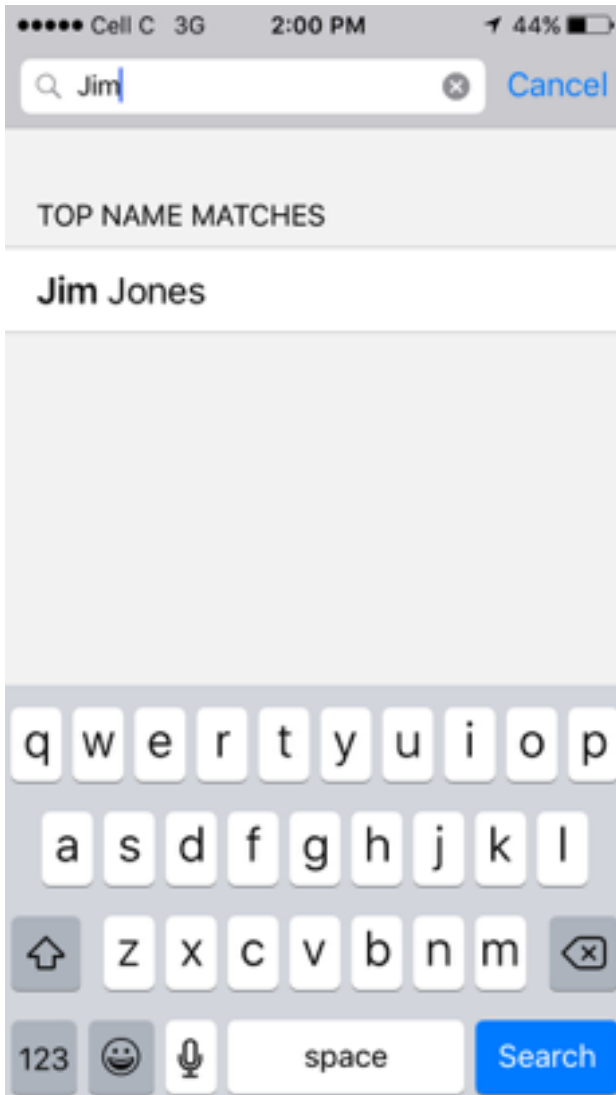 Cell C 3G 2:00 PM 44%
Jim Cancel
TOP NAME MATCHES
Jim Jones
q w e r t y u i o p
a s d f g h j k l
z x c v b n m
123 space Search